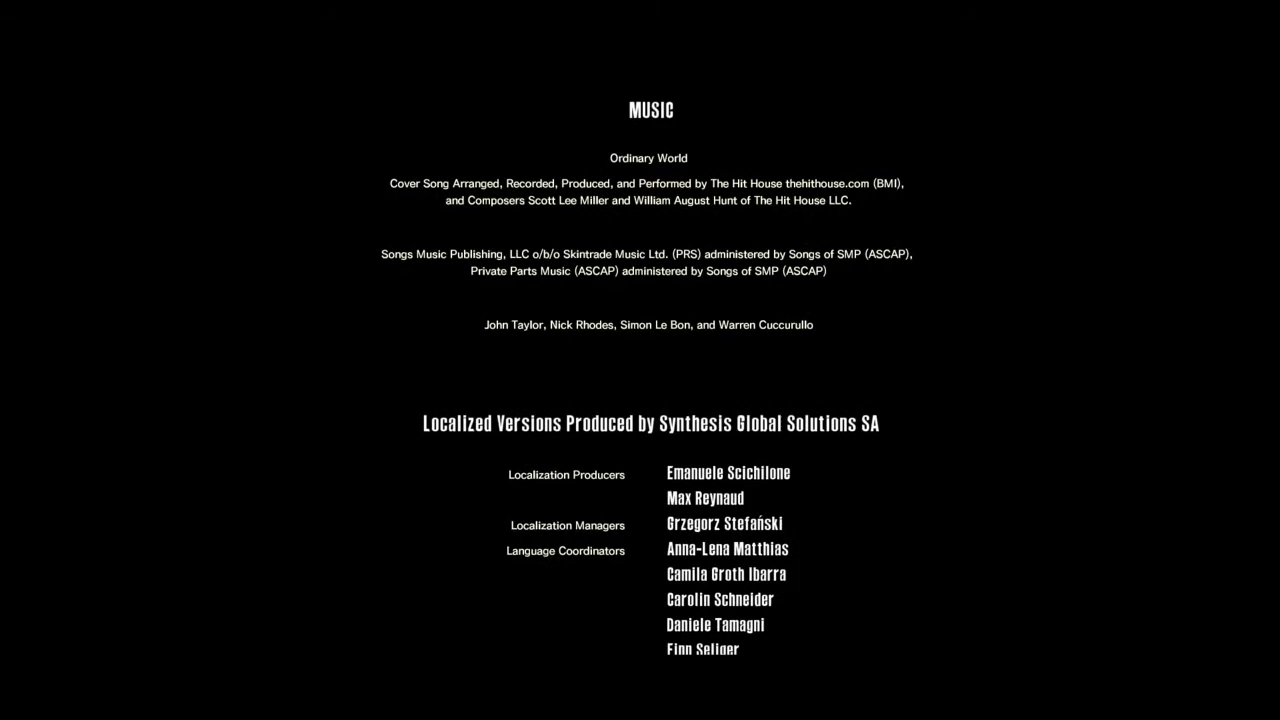 MUSIC
Ordinary World
Cover Song Arranged, Recorded, Produced, and Performed by The Hit House thehithouse.com (BMI),
and Composers Scott Lee Miller and William August Hunt of The Hit House LLC.
Songs Music Publishing, LLC o/b/o Skintrade Music Ltd. (PRS) administered by Songs of SMP (ASCAP),
Private Parts Music (ASCAP) administered by Songs of SMP (ASCAP)
John Taylor, Nick Rhodes, Simon Le Bon, and Warren Cuccurullo
Localized Versions Produced by Synthesis Global Solutions SA
Localization Producers Emanuele Scichilone
Max Reynaud
Localization Managers Grzegorz Stefański
Language Coordinators Anna-Lena Matthias
Camila Groth Ibarra
Carolin Schneider
Daniele Tamagni
Finn Seliger